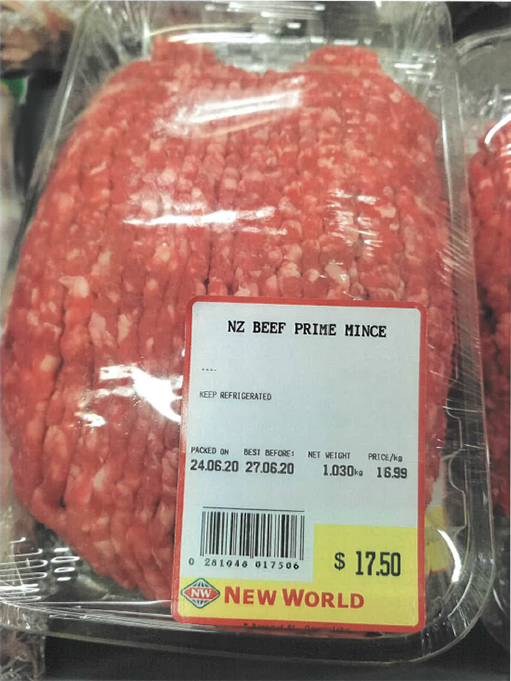 NZ BEEF PRIME MINCE
----
KEEP REFRIGERATED
PACKED ON BEST BEFORE: NET WEIGHT PRICE/kg
24.06.20 27.06.20 1.030kg 16.99
0 281046 017506
$ 17.50
NW NEW WORLD